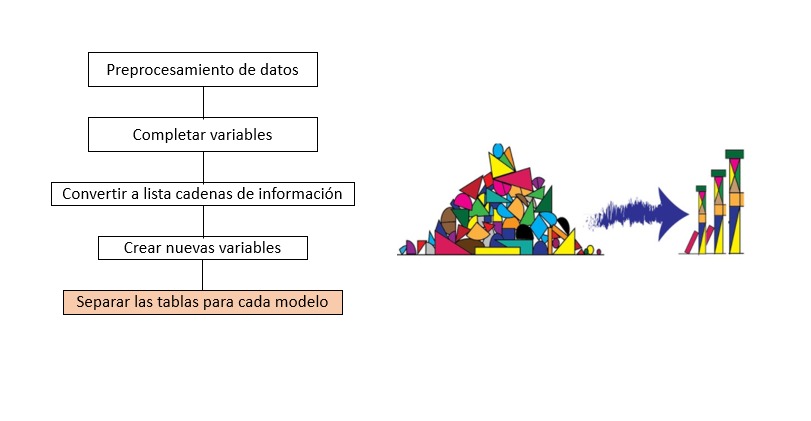 Preprocesamiento de datos
Completar variables
Convertir a lista cadenas de información
Crear nuevas variables
Separar las tablas para cada modelo